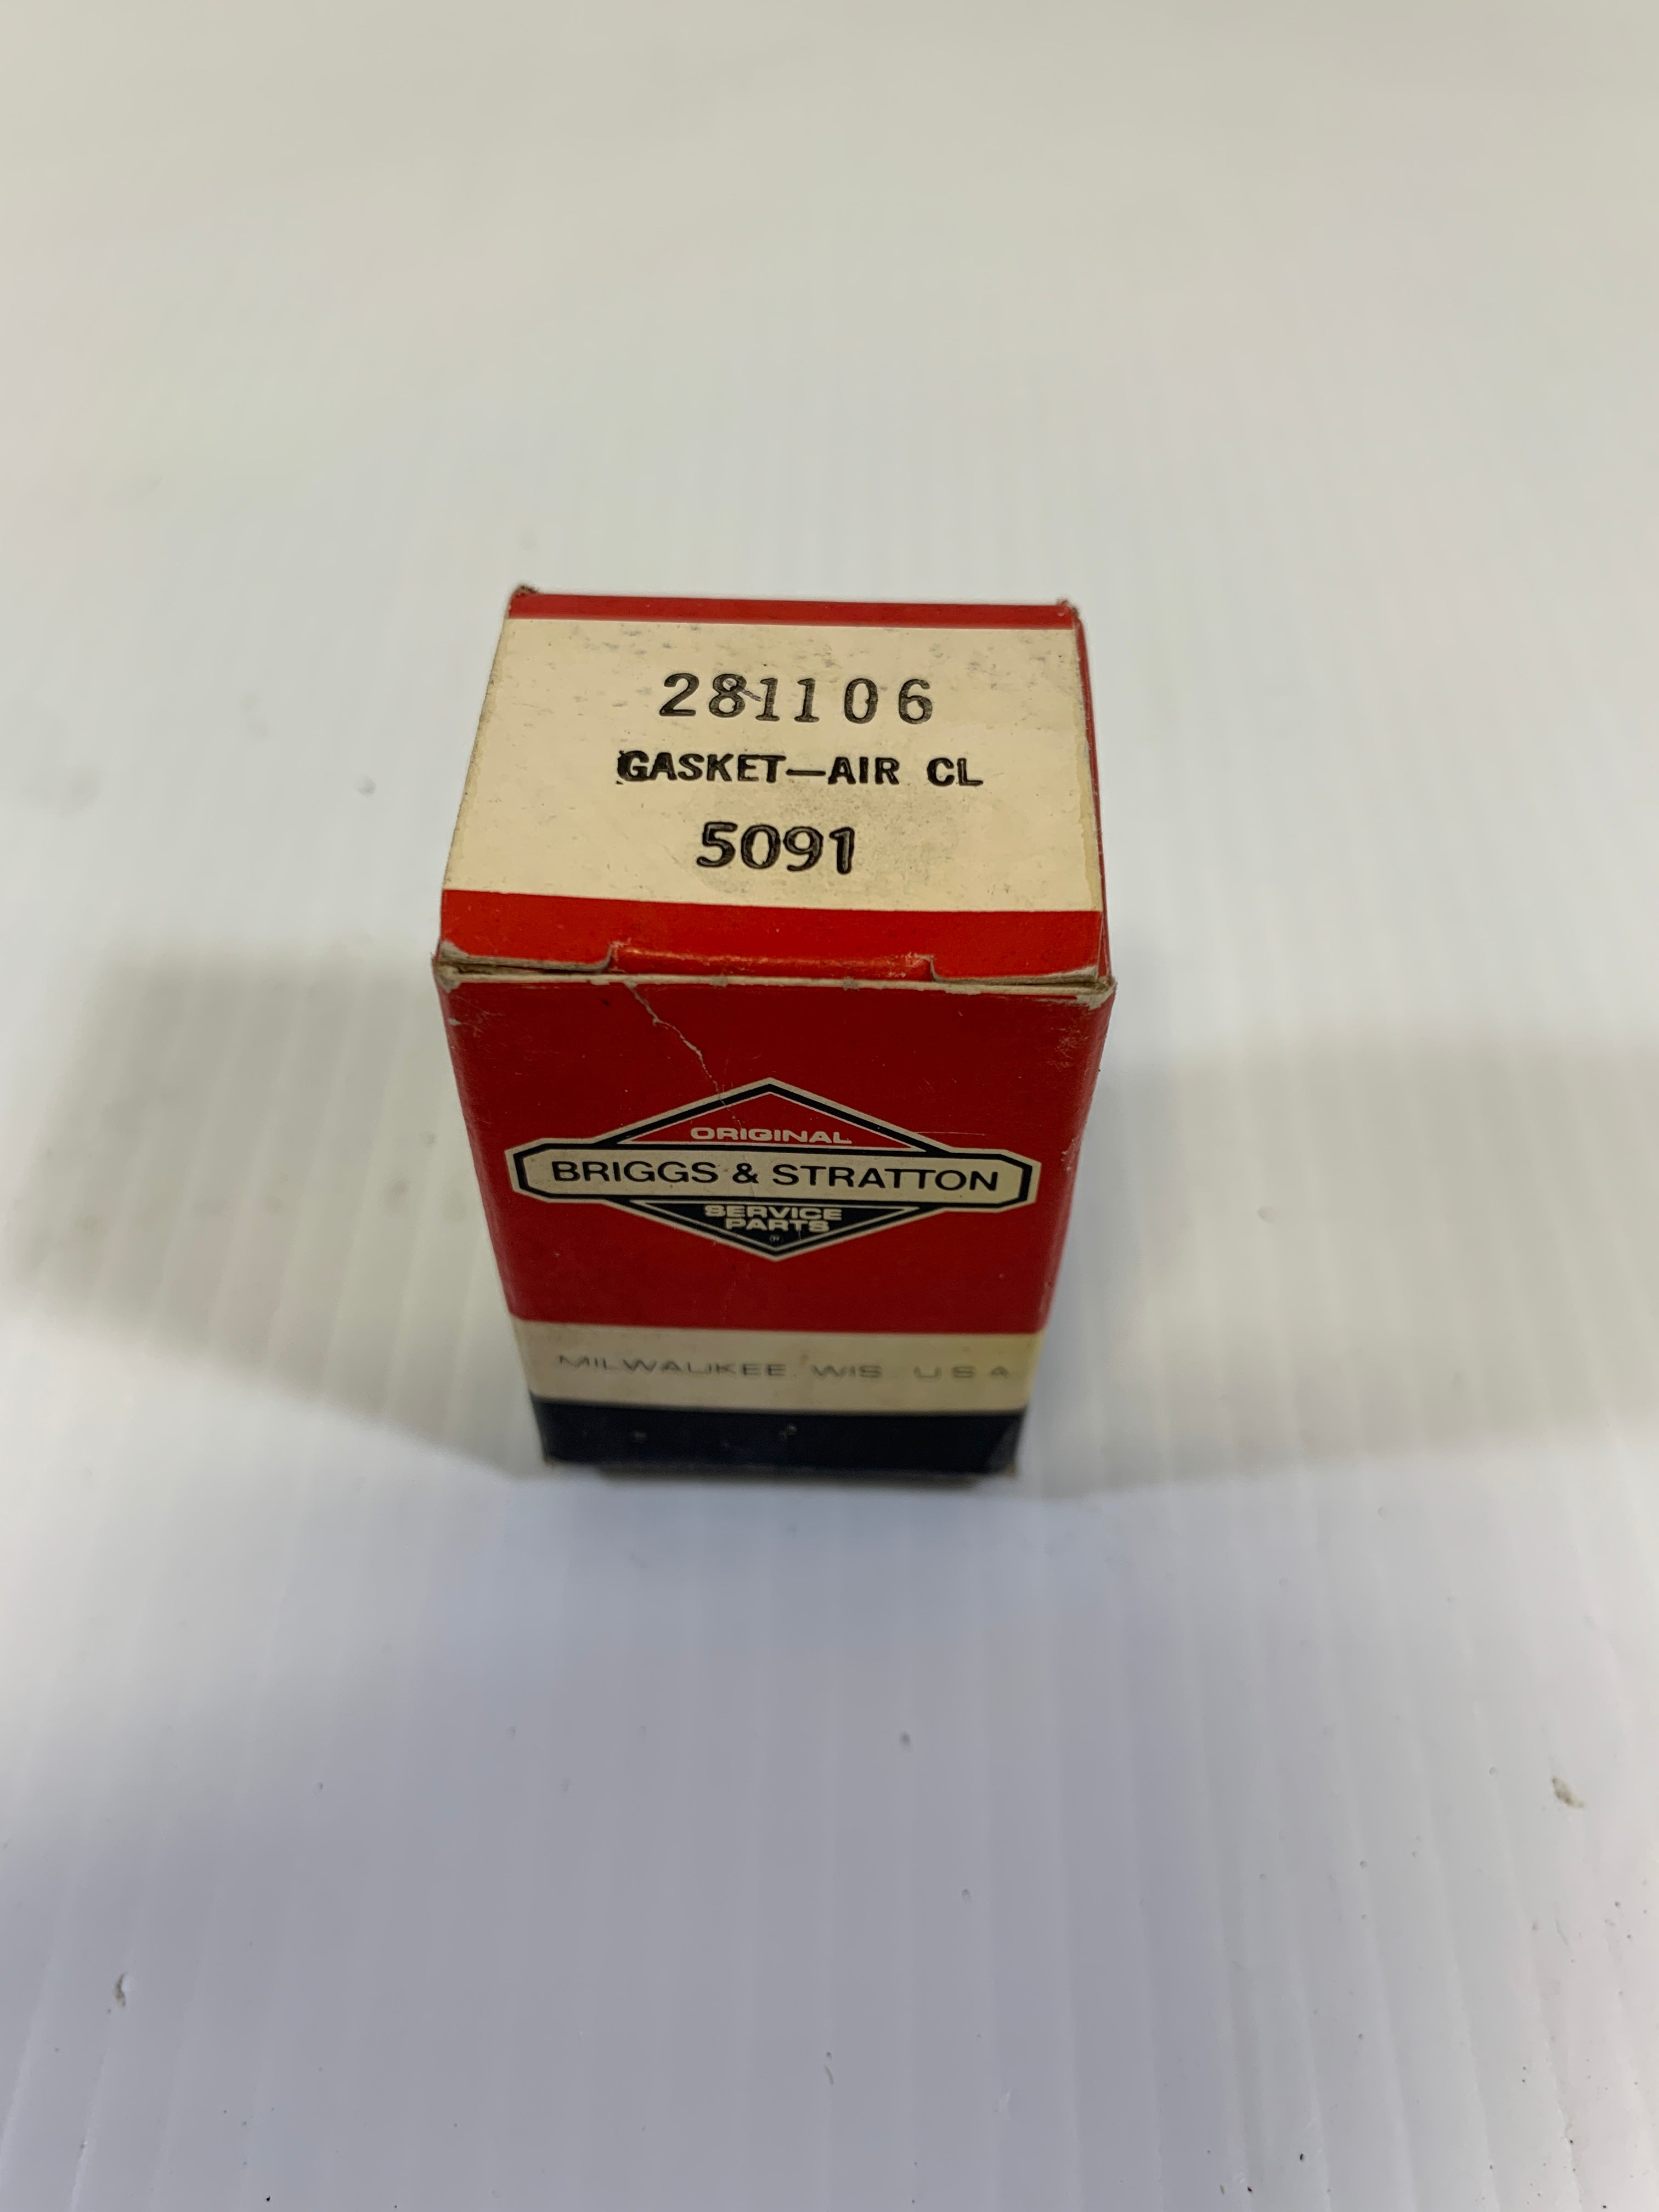 281106
GASKET—AIR CL
5091
ORIGINAL
BRIGGS & STRATTON
SERVICE
PARTS
®
MILWAUKEE, WIS. U S A